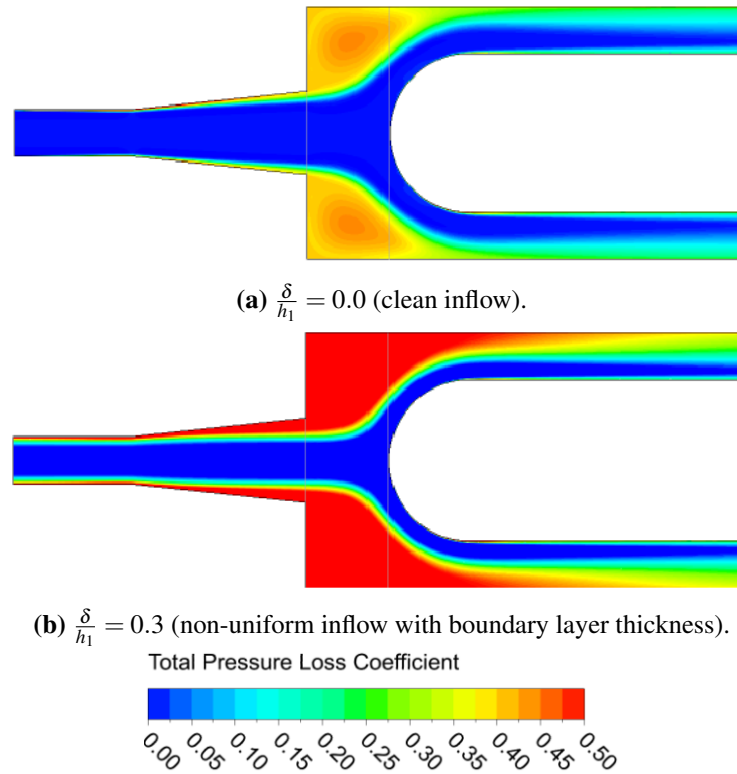 (a) δ/h₁ = 0.0 (clean inflow).
(b) δ/h₁ = 0.3 (non-uniform inflow with boundary layer thickness).
Total Pressure Loss Coefficient
0.00 0.05 0.10 0.15 0.20 0.25 0.30 0.35 0.40 0.45 0.50